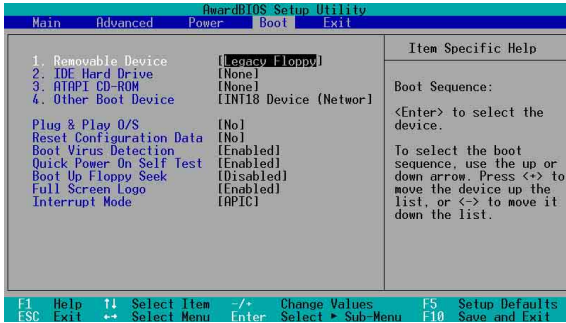 AwardBIOS Setup Utility
Main Advanced Power Boot Exit
1. Removable Device [Legacy Floppy]
2. IDE Hard Drive [None]
3. ATAPI CD-ROM [None]
4. Other Boot Device [INT18 Device (Networ]
Plug & Play O/S [No]
Reset Configuration Data [No]
Boot Virus Detection [Enabled]
Quick Power On Self Test [Enabled]
Boot Up Floppy Seek [Disabled]
Full Screen Logo [Enabled]
Interrupt Mode [APIC]
Item Specific Help
Boot Sequence:
<Enter> to select the
device.
To select the boot
sequence, use the up or
down arrow. Press <+> to
move the device up the
list, or <-> to move it
down the list.
F1 Help ↑↓ Select Item -/+ Change Values F5 Setup Defaults
ESC Exit ←→ Select Menu Enter Select ► Sub-Menu F10 Save and Exit